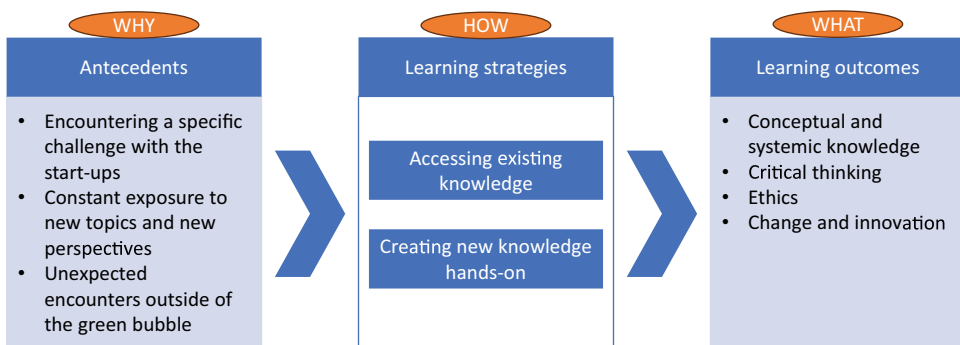 WHY
Antecedents
• Encountering a specific
challenge with the
start-ups
• Constant exposure to
new topics and new
perspectives
• Unexpected
encounters outside of
the green bubble
HOW
Learning strategies
Accessing existing
knowledge
Creating new knowledge
hands-on
WHAT
Learning outcomes
• Conceptual and
systemic knowledge
• Critical thinking
• Ethics
• Change and innovation